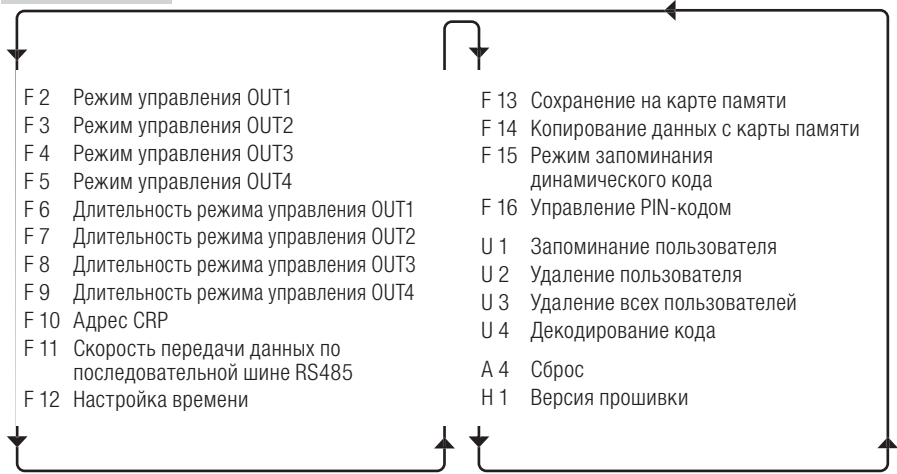 F 2 Режим управления OUT1
F 3 Режим управления OUT2
F 4 Режим управления OUT3
F 5 Режим управления OUT4
F 6 Длительность режима управления OUT1
F 7 Длительность режима управления OUT2
F 8 Длительность режима управления OUT3
F 9 Длительность режима управления OUT4
F 10 Адрес CRP
F 11 Скорость передачи данных по
последовательной шине RS485
F 12 Настройка времени
F 13 Сохранение на карте памяти
F 14 Копирование данных с карты памяти
F 15 Режим запоминания
динамического кода
F 16 Управление PIN-кодом
U 1 Запоминание пользователя
U 2 Удаление пользователя
U 3 Удаление всех пользователей
U 4 Декодирование кода
A 4 Сброс
H 1 Версия прошивки